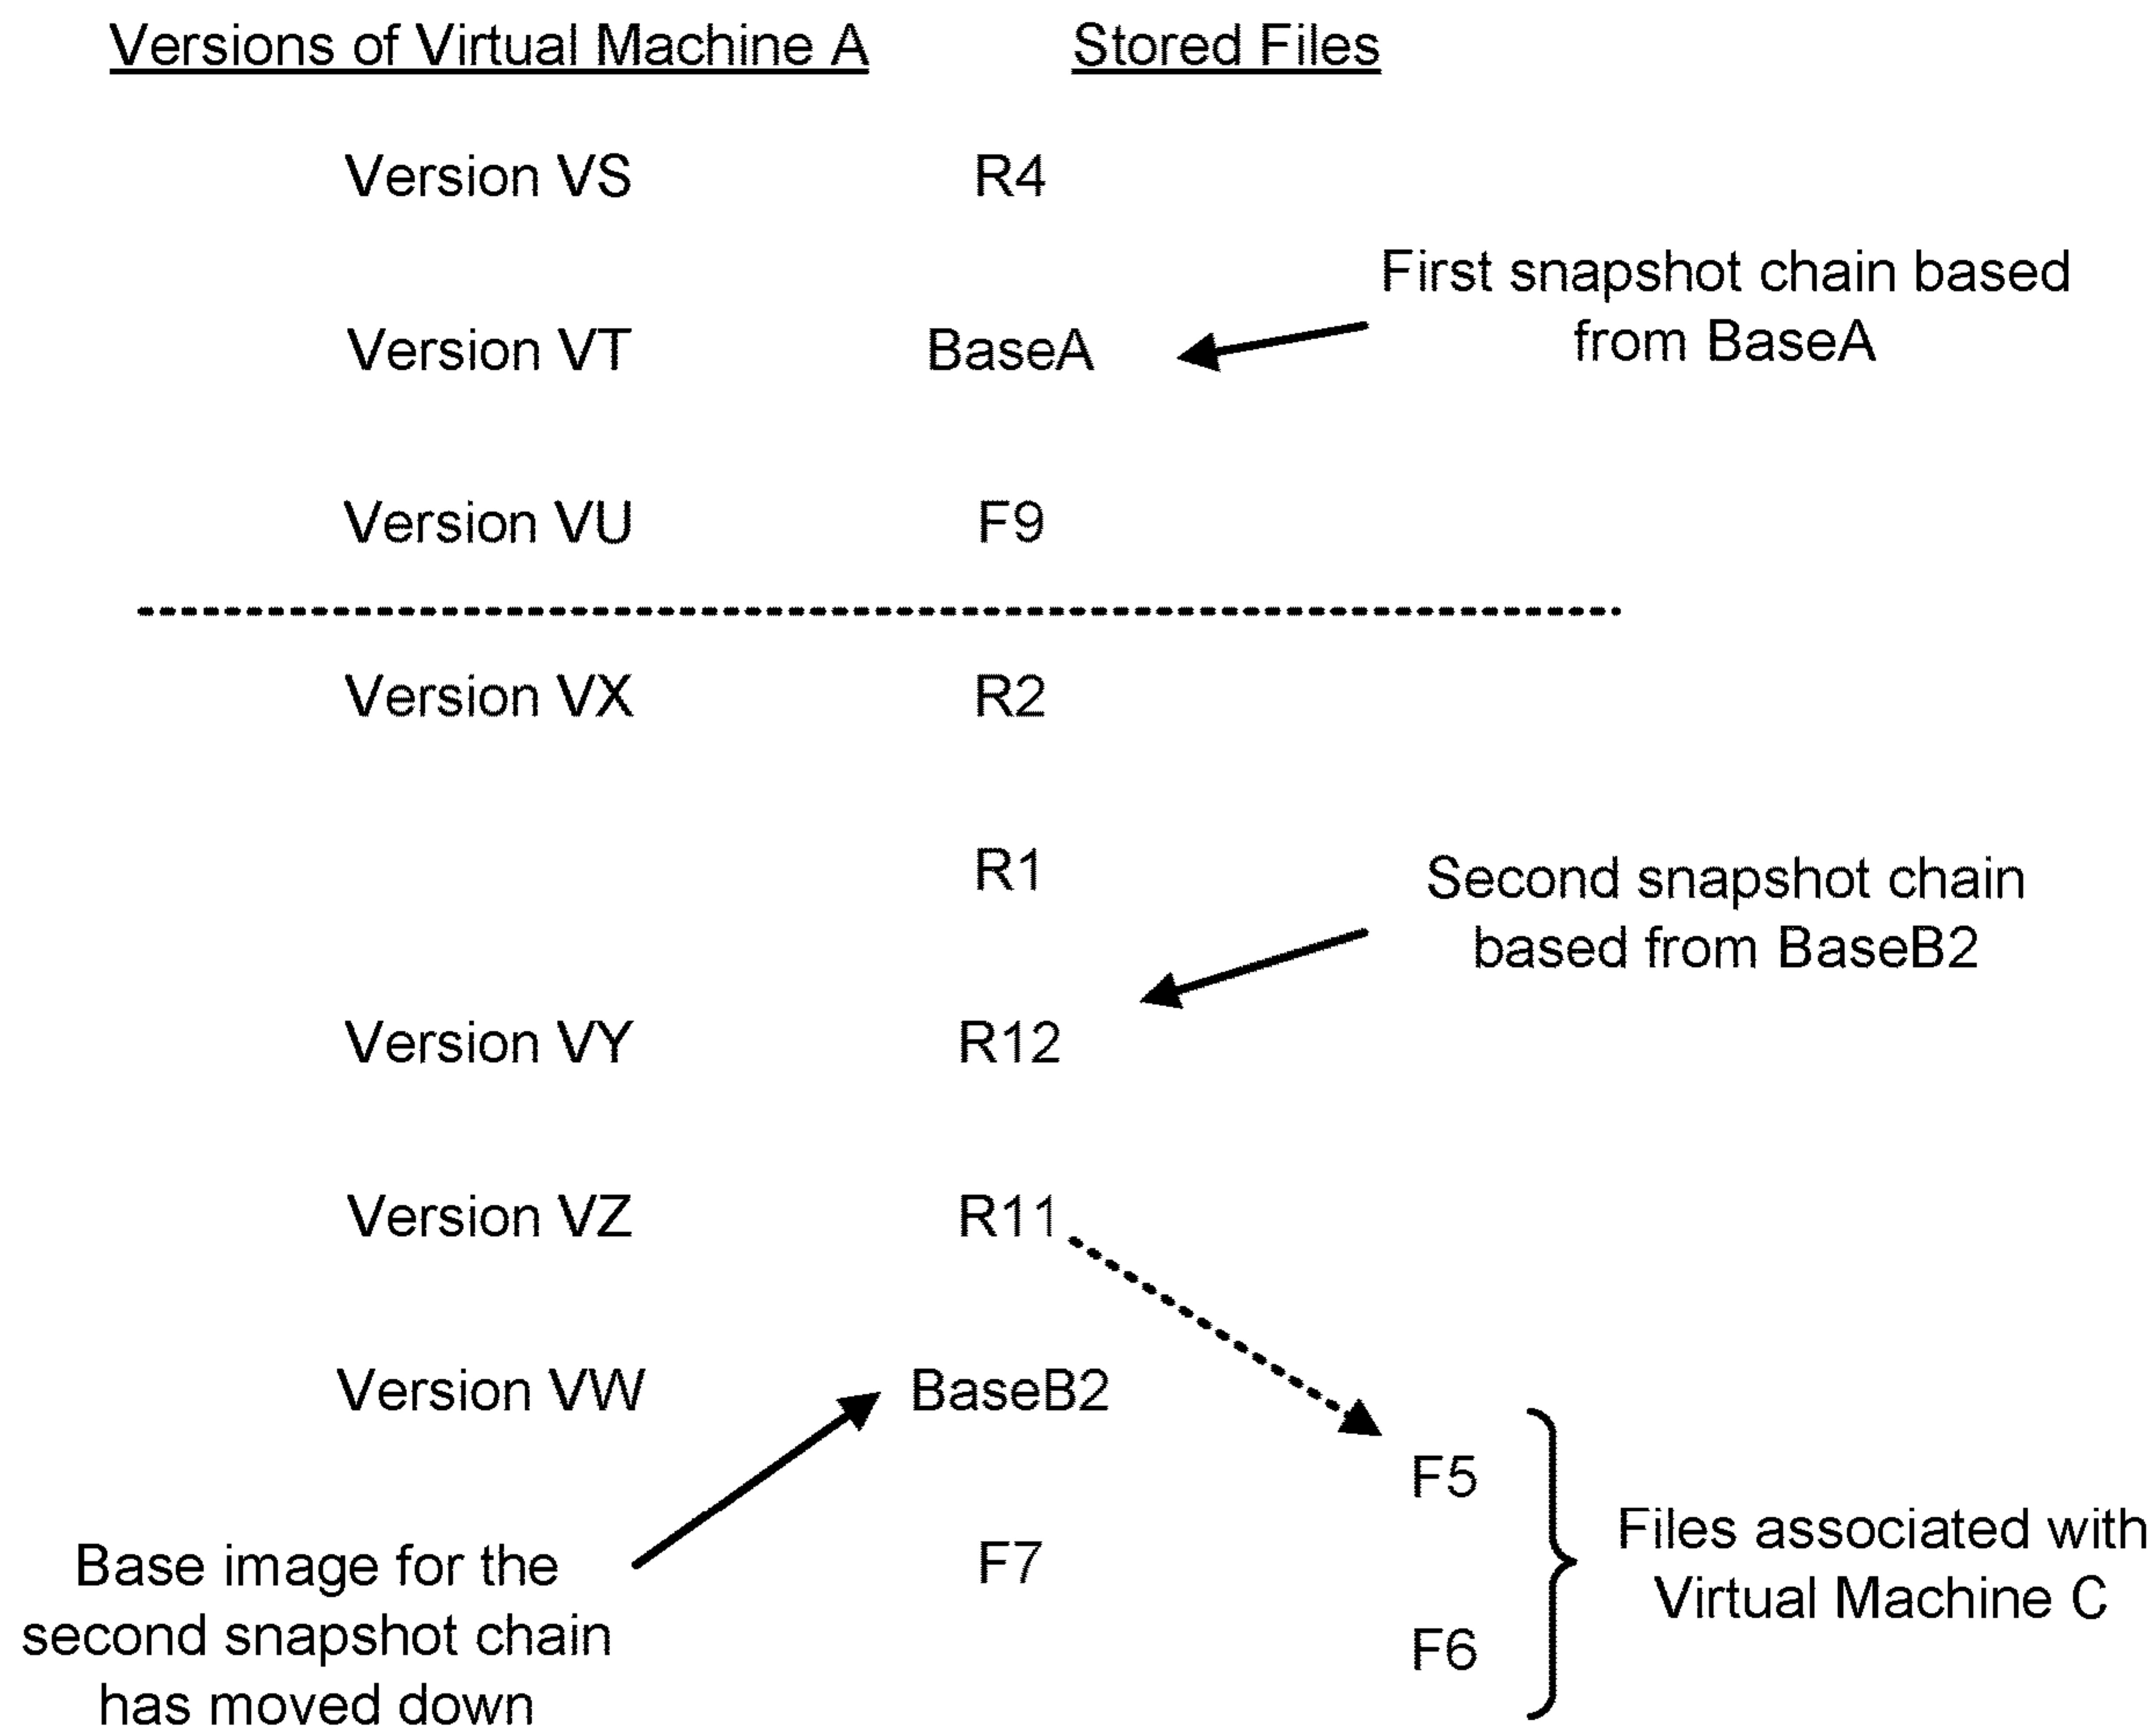 Versions of Virtual Machine A
Stored Files
Version VS
R4
First snapshot chain based
from BaseA
Version VT
BaseA
Version VU
F9
Version VX
R2
R1
Second snapshot chain
based from BaseB2
Version VY
R12
Version VZ
R11
Version VW
BaseB2
F5
Base image for the
second snapshot chain
has moved down
F7
F6
Files associated with
Virtual Machine C